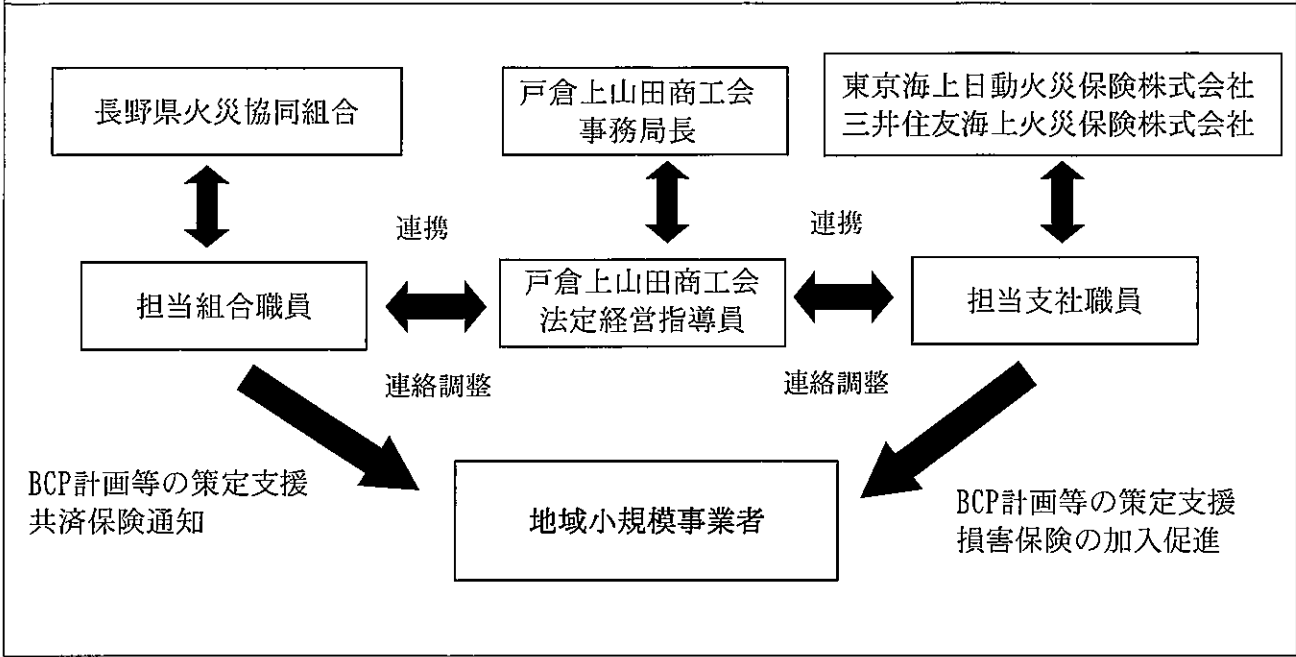 長野県火災協同組合
戸倉上山田商工会
事務局長
東京海上日動火災保険株式会社
三井住友海上火災保険株式会社
連携
連携
担当組合職員
戸倉上山田商工会
法定経営指導員
担当支社職員
連絡調整
連絡調整
BCP計画等の策定支援
共済保険通知
地域小規模事業者
BCP計画等の策定支援
損害保険の加入促進